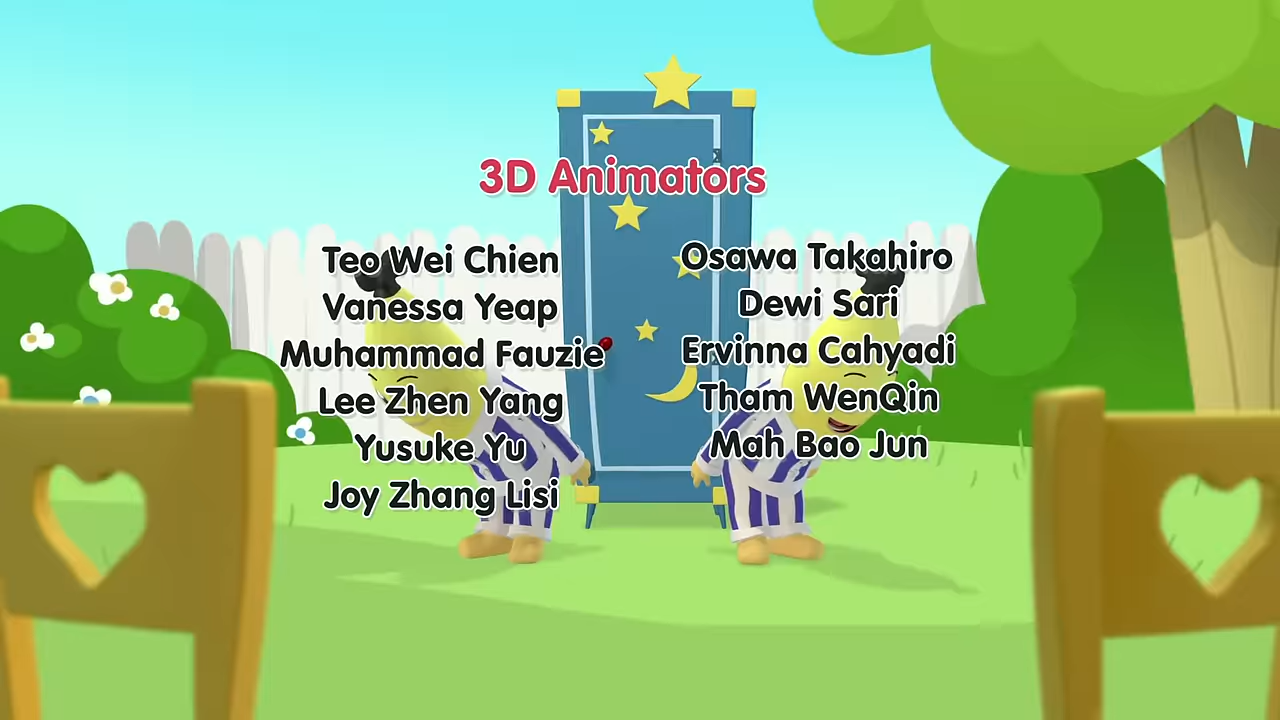 3D Animators
Teo Wei Chien
Vanessa Yeap
Muhammad Fauzie
Lee Zhen Yang
Yusuke Yu
Joy Zhang Lisi
Osawa Takahiro
Dewi Sari
Ervinna Cahyadi
Tham WenQin
Mah Bao Jun